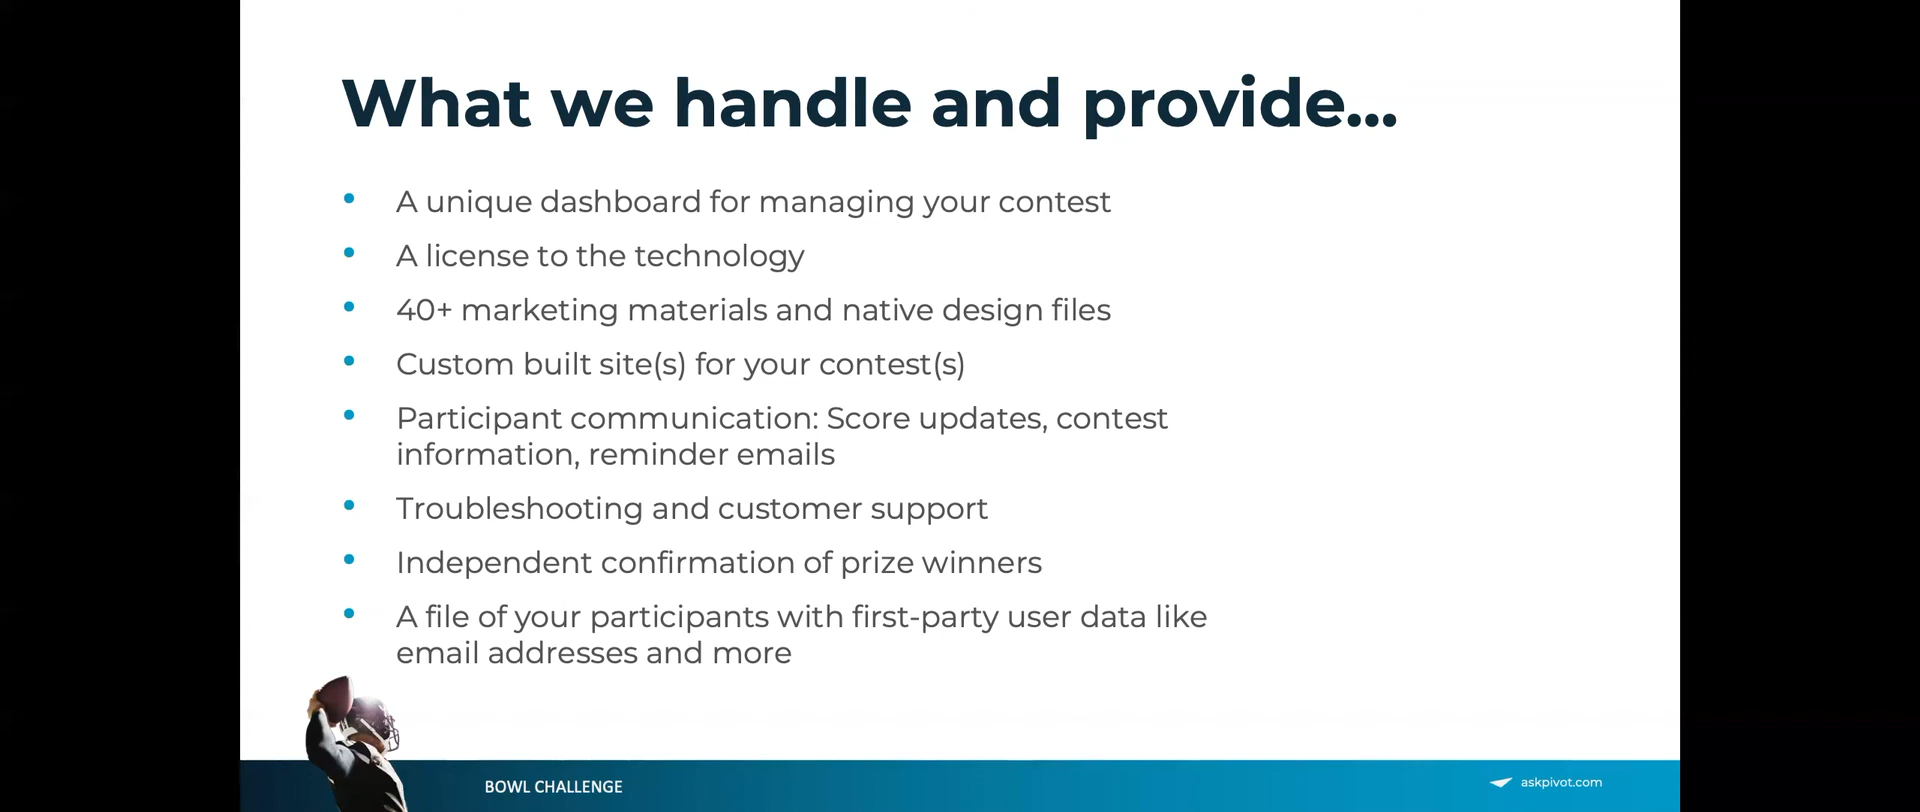 What we handle and provide...
• A unique dashboard for managing your contest
• A license to the technology
• 40+ marketing materials and native design files
• Custom built site(s) for your contest(s)
• Participant communication: Score updates, contest
information, reminder emails
• Troubleshooting and customer support
• Independent confirmation of prize winners
• A file of your participants with first-party user data like
email addresses and more
BOWL CHALLENGE
askpivot.com